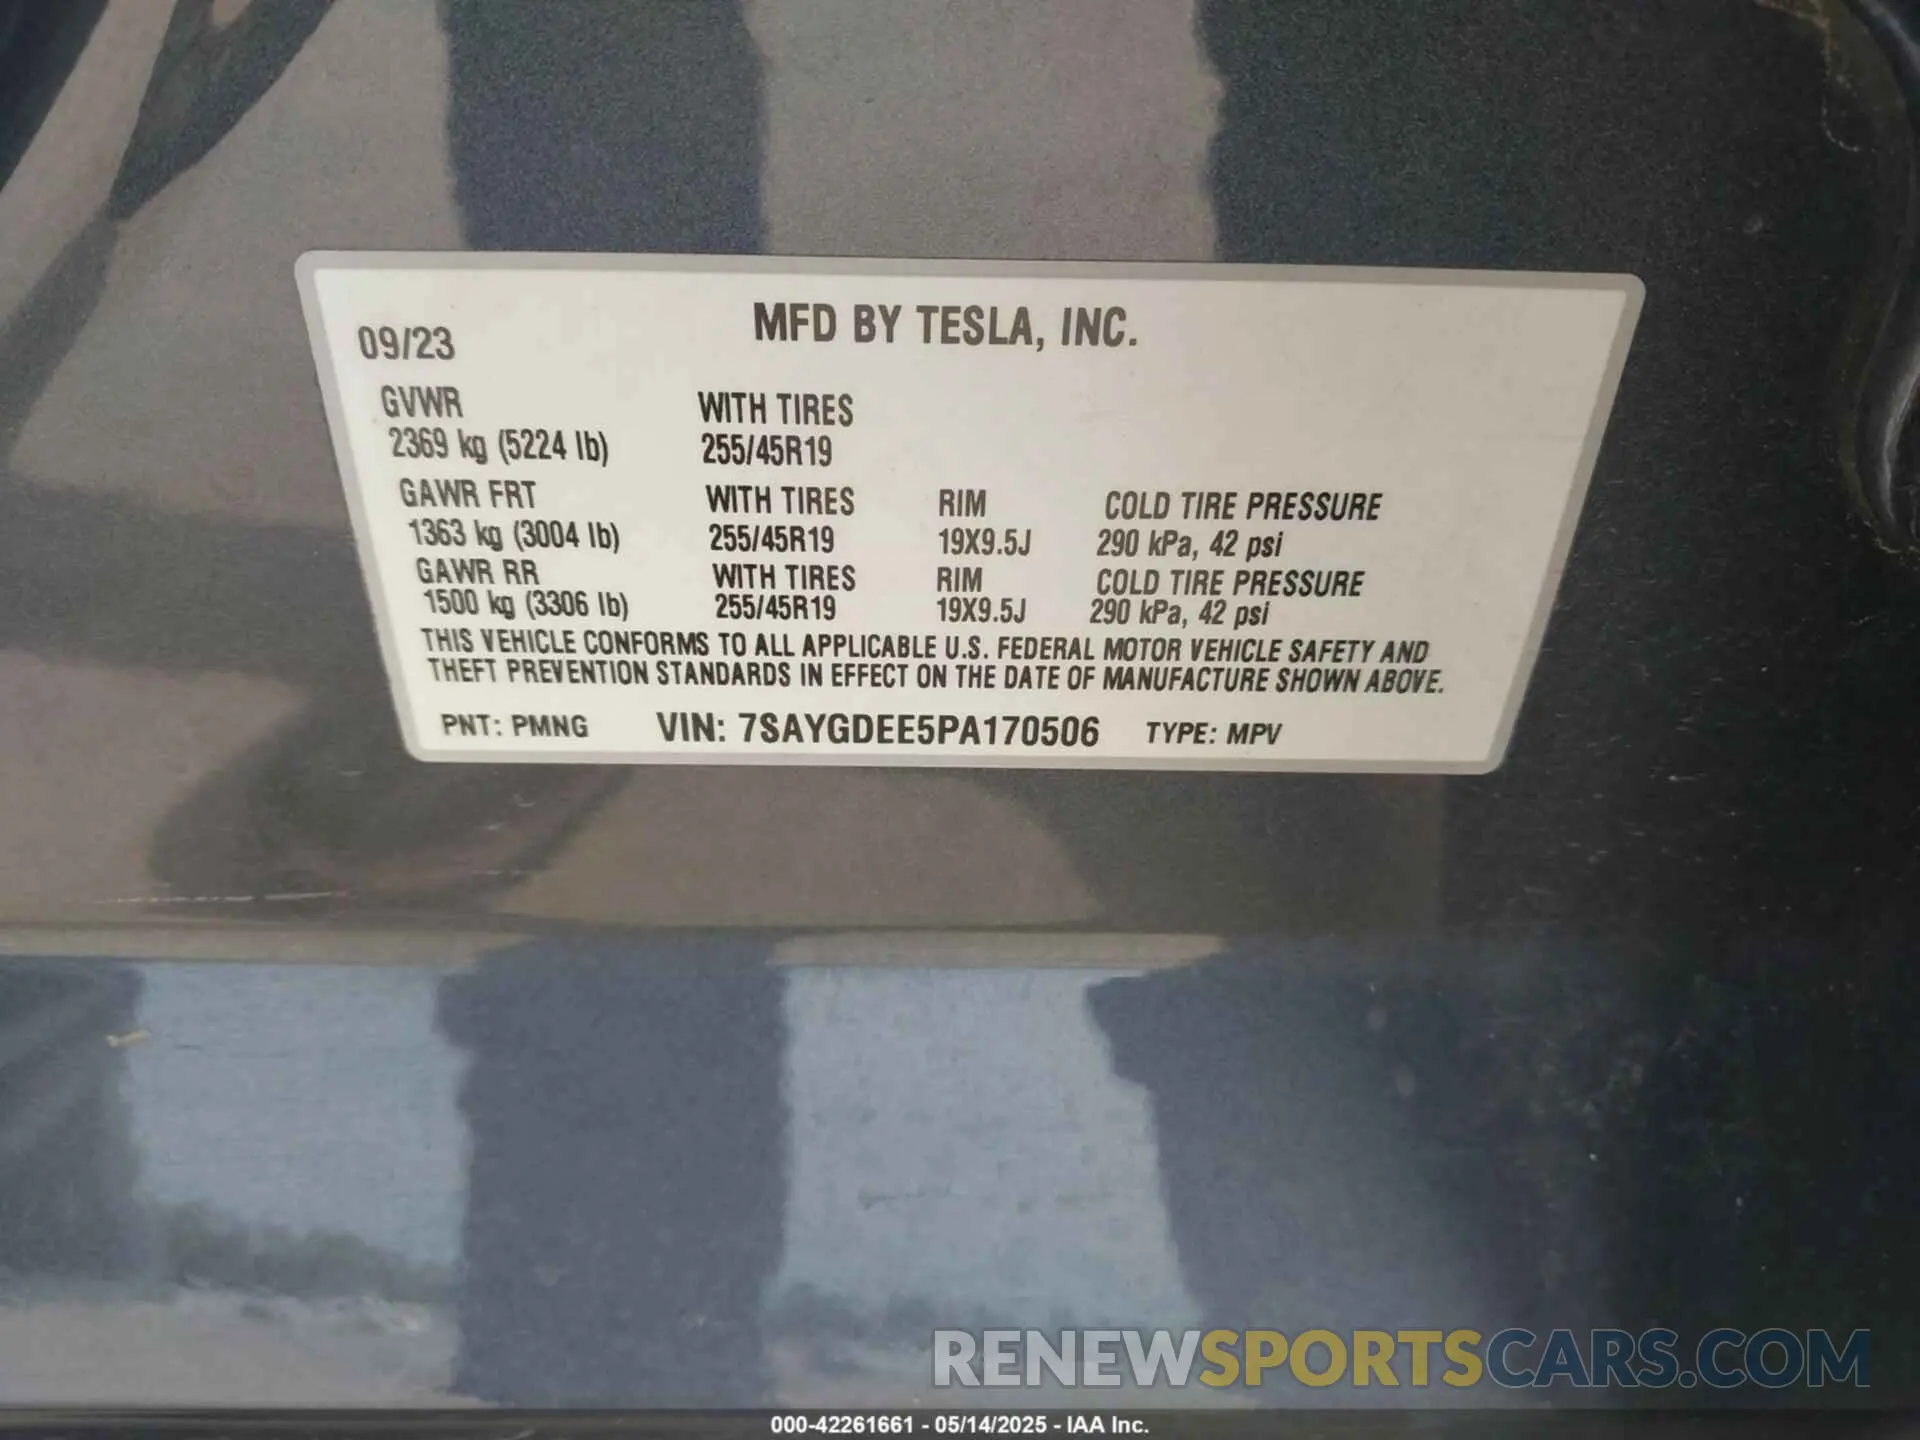 09/23 MFD BY TESLA, INC.
GVWR WITH TIRES
2369 kg (5224 lb) 255/45R19
GAWR FRT WITH TIRES RIM COLD TIRE PRESSURE
1363 kg (3004 lb) 255/45R19 19X9.5J 290 kPa, 42 psi
GAWR RR WITH TIRES RIM COLD TIRE PRESSURE
1500 kg (3306 lb) 255/45R19 19X9.5J 290 kPa, 42 psi
THIS VEHICLE CONFORMS TO ALL APPLICABLE U.S. FEDERAL MOTOR VEHICLE SAFETY AND
THEFT PREVENTION STANDARDS IN EFFECT ON THE DATE OF MANUFACTURE SHOWN ABOVE.
PNT: PMNG VIN: 7SAYGDEE5PA170506 TYPE: MPV
RENEWSPORTSCARS.COM
000-42261661 - 05/14/2025 - IAA Inc.